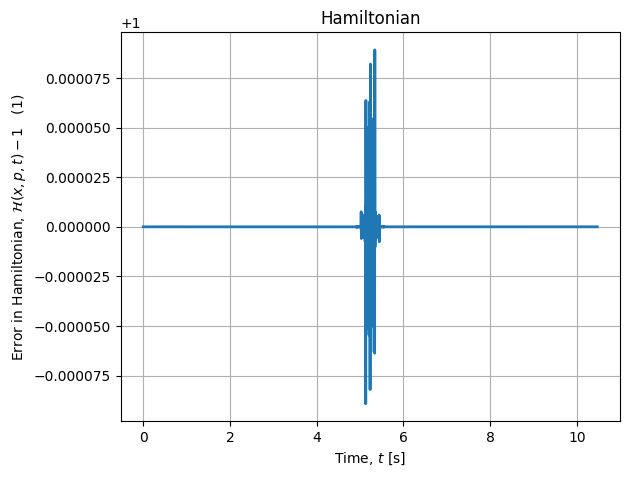 Hamiltonian
+1
0.000075
0.000050
0.000025
0.000000
−0.000025
−0.000050
−0.000075
Error in Hamiltonian, ℋ(x, p, t) − 1 (1)
0 2 4 6 8 10
Time, t [s]